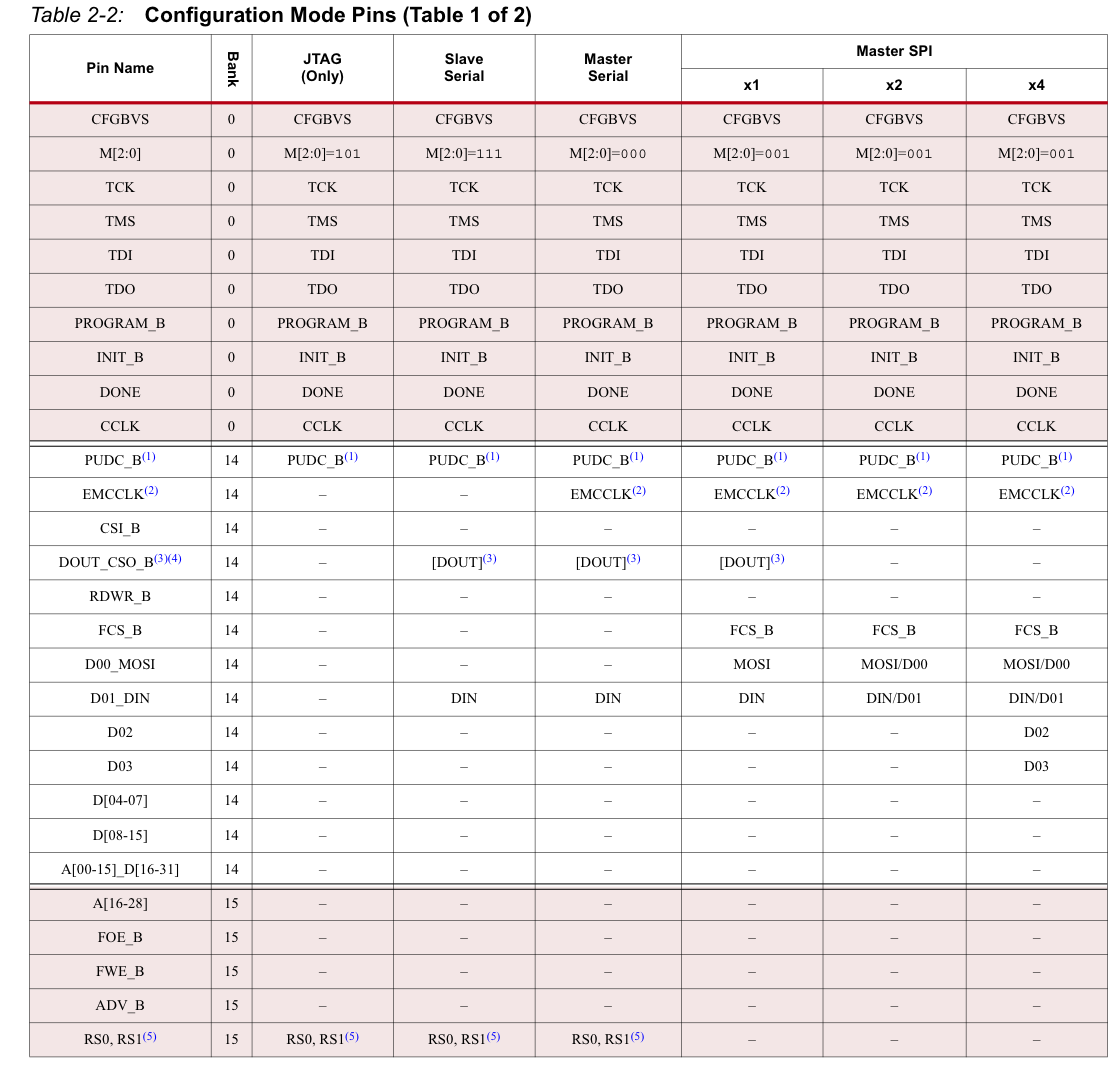 Table 2-2: Configuration Mode Pins (Table 1 of 2)
Pin Name Bank JTAG (Only) Slave Serial Master Serial Master SPI
x1 x2 x4
CFGBVS 0 CFGBVS CFGBVS CFGBVS CFGBVS CFGBVS CFGBVS
M[2:0] 0 M[2:0]=101 M[2:0]=111 M[2:0]=000 M[2:0]=001 M[2:0]=001 M[2:0]=001
TCK 0 TCK TCK TCK TCK TCK TCK
TMS 0 TMS TMS TMS TMS TMS TMS
TDI 0 TDI TDI TDI TDI TDI TDI
TDO 0 TDO TDO TDO TDO TDO TDO
PROGRAM_B 0 PROGRAM_B PROGRAM_B PROGRAM_B PROGRAM_B PROGRAM_B PROGRAM_B
INIT_B 0 INIT_B INIT_B INIT_B INIT_B INIT_B INIT_B
DONE 0 DONE DONE DONE DONE DONE DONE
CCLK 0 CCLK CCLK CCLK CCLK CCLK CCLK
PUDC_B(1) 14 PUDC_B(1) PUDC_B(1) PUDC_B(1) PUDC_B(1) PUDC_B(1) PUDC_B(1)
EMCCLK(2) 14 – – EMCCLK(2) EMCCLK(2) EMCCLK(2) EMCCLK(2)
CSI_B 14 – – – – – –
DOUT_CSO_B(3)(4) 14 – [DOUT](3) [DOUT](3) [DOUT](3) – –
RDWR_B 14 – – – – – –
FCS_B 14 – – – FCS_B FCS_B FCS_B
D00_MOSI 14 – – – MOSI MOSI/D00 MOSI/D00
D01_DIN 14 – DIN DIN DIN DIN/D01 DIN/D01
D02 14 – – – – – D02
D03 14 – – – – – D03
D[04-07] 14 – – – – – –
D[08-15] 14 – – – – – –
A[00-15]_D[16-31] 14 – – – – – –
A[16-28] 15 – – – – – –
FOE_B 15 – – – – – –
FWE_B 15 – – – – – –
ADV_B 15 – – – – – –
RS0, RS1(5) 15 RS0, RS1(5) RS0, RS1(5) RS0, RS1(5) – – –